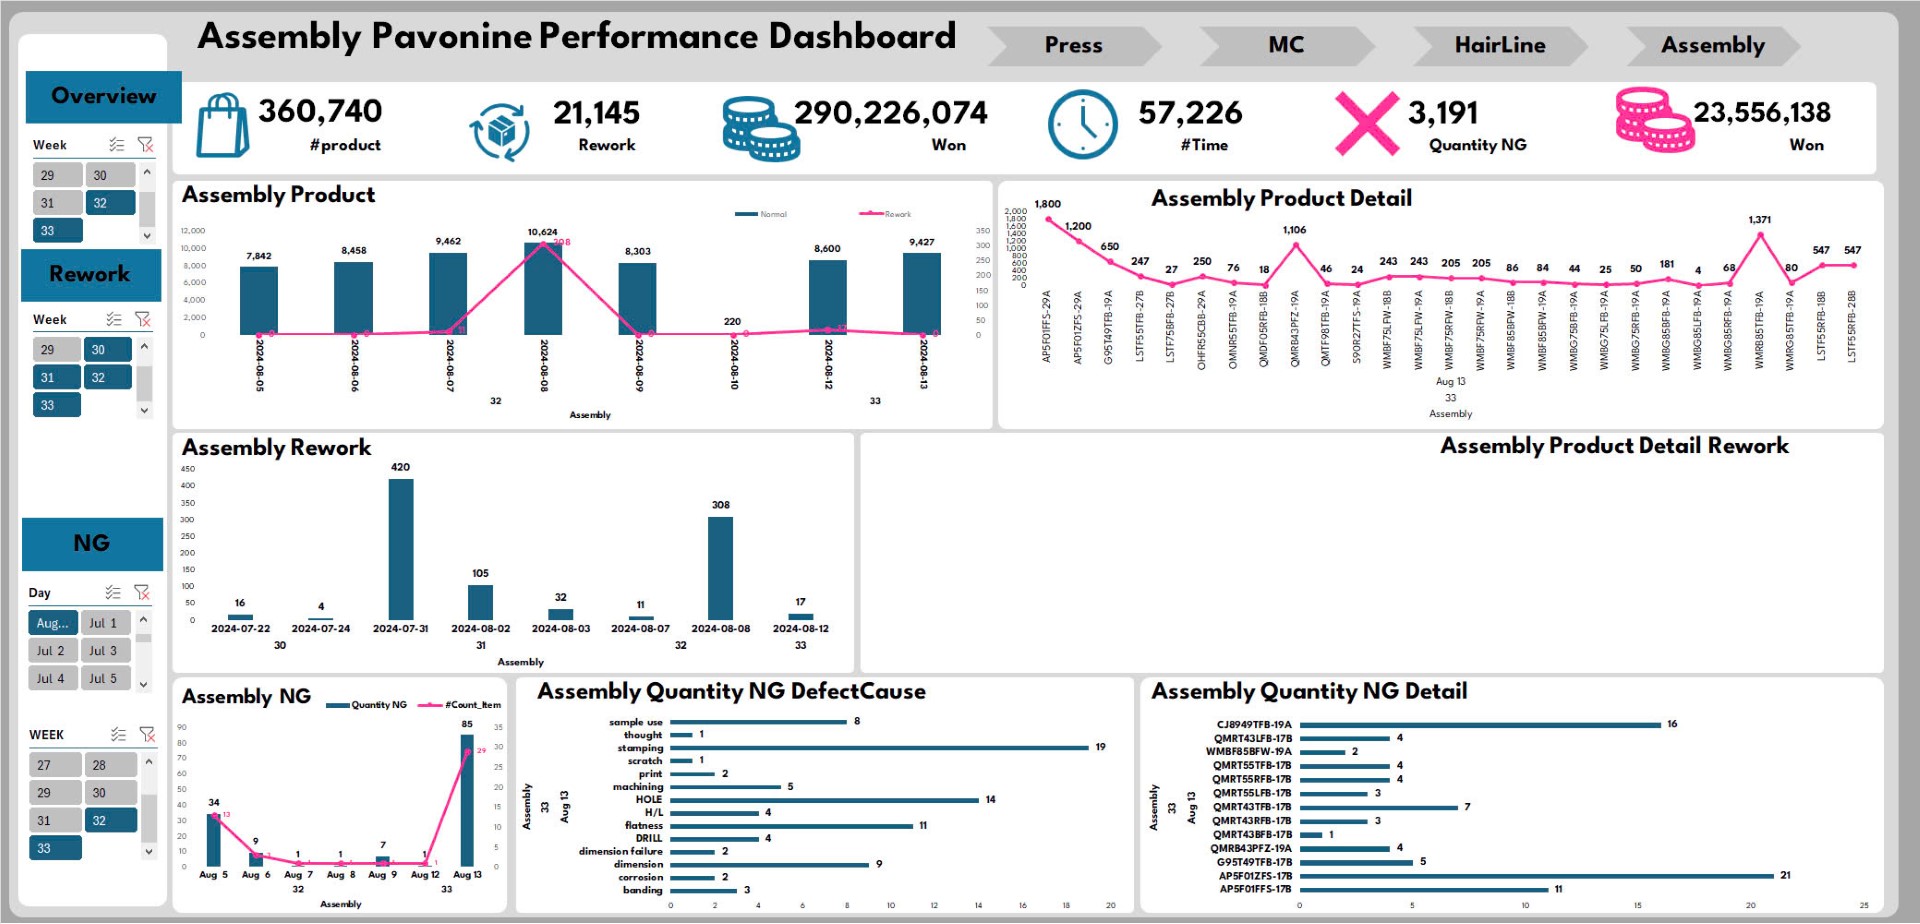 Assembly Pavonine Performance Dashboard
Press
MC
HairLine
Assembly
Overview
360,740
#product
21,145
Rework
290,226,074
Won
57,226
#Time
3,191
Quantity NG
23,556,138
Won
Week
29 30
31 32
33
Rework
Week
29 30
31 32
33
NG
Day
Aug... Jul 1
Jul 2 Jul 3
Jul 4 Jul 5
WEEK
27 28
29 30
31 32
33
Assembly Product
Normal Rework
12,000
10,000
8,000
6,000
4,000
2,000
0
7,842 8,458 9,462 10,624 8,303 220 8,600 9,427
0 0 11 308 0 0 17 0
350
300
250
200
150
100
50
0
2024-08-05 2024-08-06 2024-08-07 2024-08-08 2024-08-09 2024-08-10 2024-08-12 2024-08-13
32 33
Assembly
Assembly Product Detail
2,000
1,800
1,600
1,400
1,200
1,000
800
600
400
200
0
1,800 1,200 650 247 27 250 76 18 1,106 46 24 243 243 205 205 86 84 44 25 50 181 4 68 1,371 80 547 547
AP5F01FFS-29A
AP5F01ZFS-29A
G95T49TFB-19A
LSTF55TFB-27B
LSTF75BFB-27B
OHFR55CBB-29A
OMNR55TFB-19A
QMDF05RFB-18B
QMRB43PFZ-19A
QMTF98TFB-19A
S90R27TFS-19A
WMBF75LFW-18B
WMBF75LFW-19A
WMBF75RFW-18B
WMBF75RFW-19A
WMBF85BFW-18B
WMBF85BFW-19A
WMBG75BFB-19A
WMBG75LFB-19A
WMBG75RFB-19A
WMBG85BFB-19A
WMBG85LFB-19A
WMBG85RFB-19A
WMRB85TFB-19A
WMRG85TFB-19A
LSTF55RFB-18B
LSTF55RFB-28B
Aug 13
33
Assembly
Assembly Rework
450
400
350
300
250
200
150
100
50
0
16 4 420 105 32 11 308 17
2024-07-22 2024-07-24 2024-07-31 2024-08-02 2024-08-03 2024-08-07 2024-08-08 2024-08-12
30 31 32 33
Assembly
Assembly Product Detail Rework
Assembly NG
Quantity NG #Count_Item
90
80
70
60
50
40
30
20
10
0
34 9 1 1 7 1 85
13 3 1 1 1 1 29
35
30
25
20
15
10
5
0
Aug 5 Aug 6 Aug 7 Aug 8 Aug 9 Aug 12 Aug 13
32 33
Assembly
Assembly Quantity NG DefectCause
Assembly
33
Aug 13
sample use 8
thought 1
stamping 19
scratch 1
print 2
machining 5
HOLE 14
H/L 4
flatness 11
DRILL 4
dimension failure 2
dimension 9
corrosion 2
banding 3
0 2 4 6 8 10 12 14 16 18 20
Assembly Quantity NG Detail
Assembly
33
Aug 13
CJ8949TFB-19A 16
QMRT43LFB-17B 4
WMBF85BFW-19A 2
QMRT55TFB-17B 4
QMRT55RFB-17B 4
QMRT55LFB-17B 3
QMRT43TFB-17B 7
QMRT43RFB-17B 3
QMRT43BFB-17B 1
QMRB43PFZ-19A 4
G95T49TFB-17B 5
AP5F01ZFS-17B 21
AP5F01FFS-17B 11
0 5 10 15 20 25